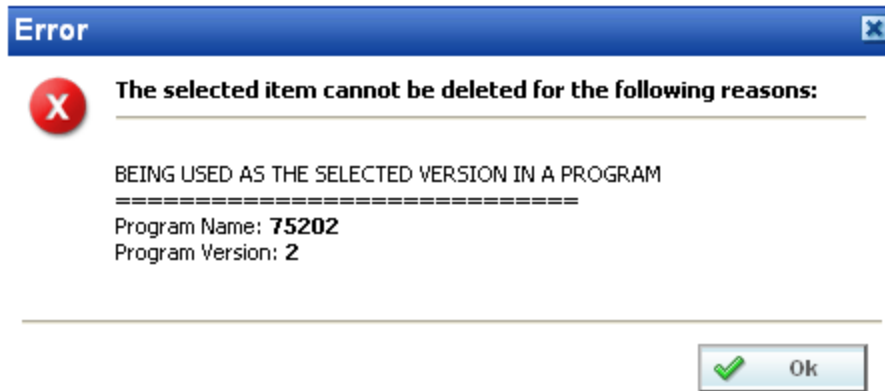 Error
The selected item cannot be deleted for the following reasons:
BEING USED AS THE SELECTED VERSION IN A PROGRAM
=============================
Program Name: 75202
Program Version: 2
Ok